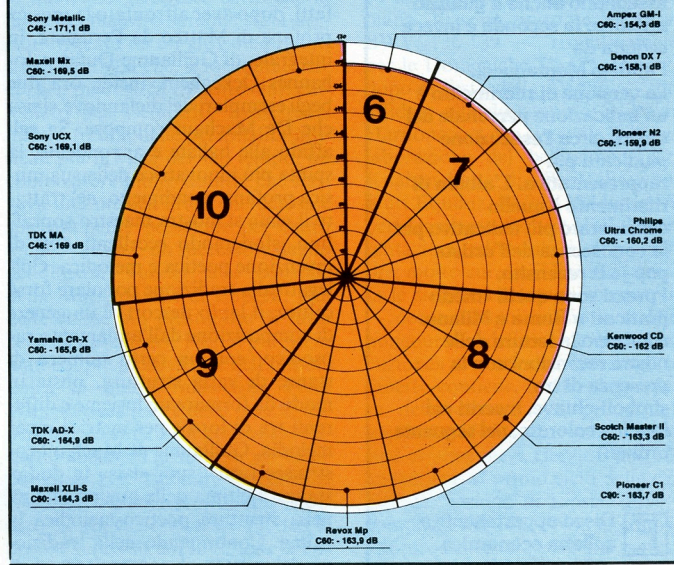 Sony Metallic
C46: - 171,1 dB
Ampex GM-I
C60: - 154,3 dB
Maxell Mx
C60: - 169,5 dB
Denon DX 7
C60: - 158,1 dB
Sony UCX
C60: - 169,1 dB
Pioneer N2
C60: - 159,9 dB
TDK MA
C46: - 169 dB
Philips
Ultra Chrome
C60: - 160,2 dB
Yamaha CR-X
C60: - 165,6 dB
Kenwood CD
C60: - 162 dB
TDK AD-X
C60: - 164,9 dB
Scotch Master II
C60: - 163,3 dB
Maxell XLII-S
C60: - 164,3 dB
Pioneer C1
C90: - 163,7 dB
Revox Mp
C60: - 163,9 dB
6
7
8
9
10